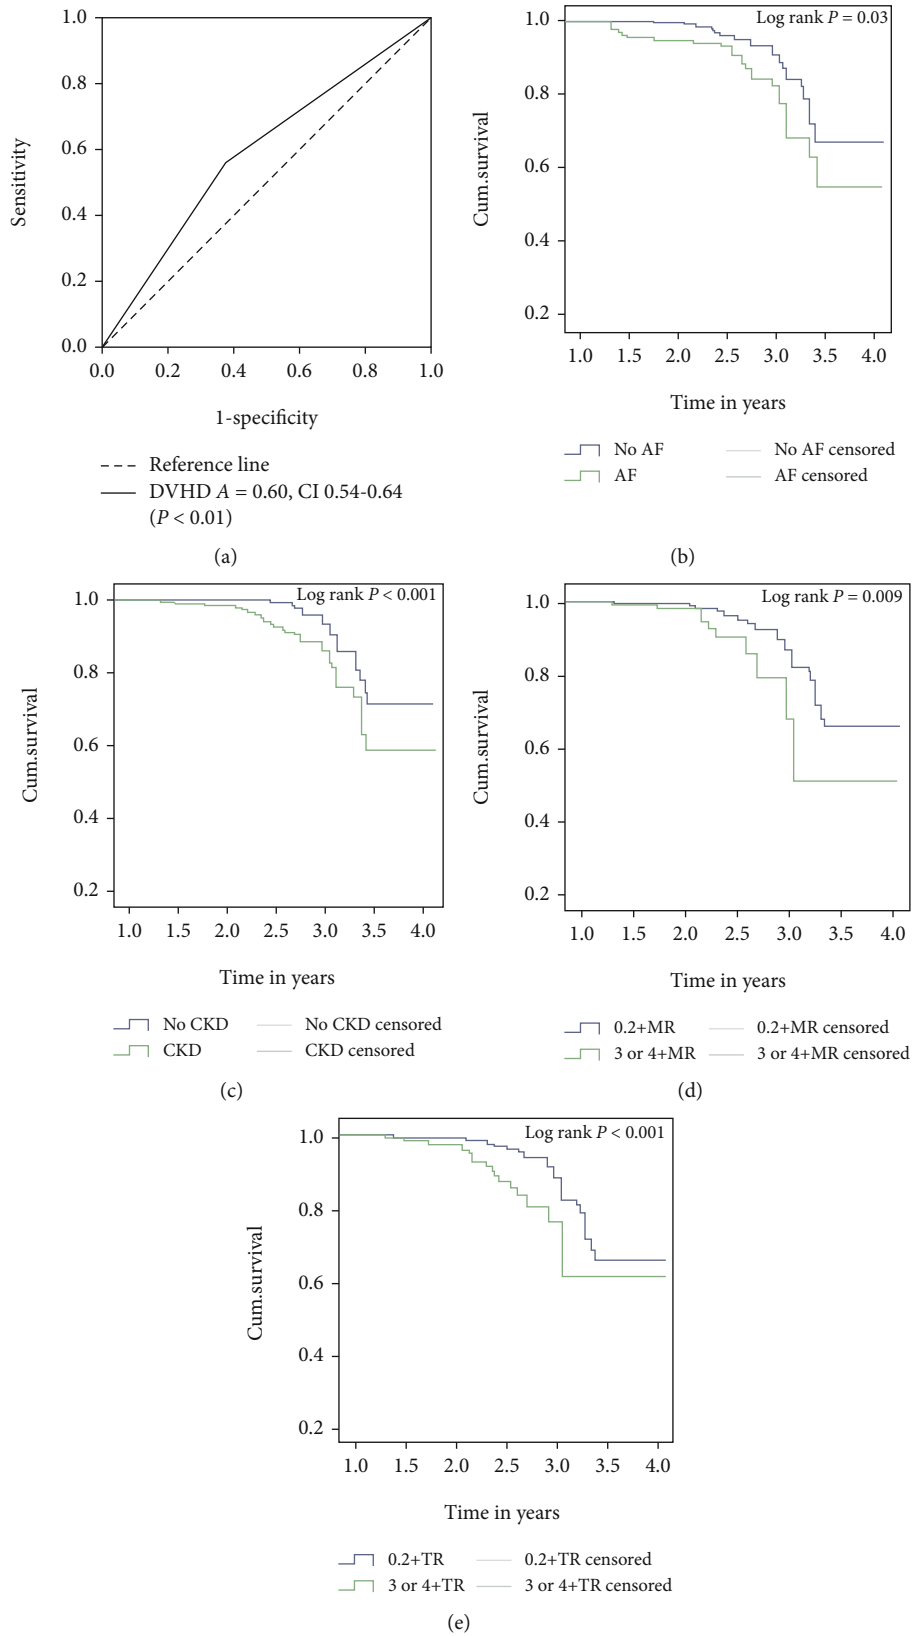 1.0
0.8
0.6
0.4
0.2
0.0
Sensitivity
0.0 0.2 0.4 0.6 0.8 1.0
1-specificity
Reference line
DVHD A = 0.60, CI 0.54-0.64
(P < 0.01)
(a)
Log rank P = 0.03
1.0
0.8
0.6
0.4
0.2
Cum.survival
1.0 1.5 2.0 2.5 3.0 3.5 4.0
Time in years
No AF No AF censored
AF AF censored
(b)
Log rank P < 0.001
1.0
0.8
0.6
0.4
0.2
Cum.survival
1.0 1.5 2.0 2.5 3.0 3.5 4.0
Time in years
No CKD No CKD censored
CKD CKD censored
(c)
Log rank P = 0.009
1.0
0.8
0.6
0.4
0.2
Cum.survival
1.0 1.5 2.0 2.5 3.0 3.5 4.0
Time in years
0.2+MR 0.2+MR censored
3 or 4+MR 3 or 4+MR censored
(d)
Log rank P < 0.001
1.0
0.8
0.6
0.4
0.2
Cum.survival
1.0 1.5 2.0 2.5 3.0 3.5 4.0
Time in years
0.2+TR 0.2+TR censored
3 or 4+TR 3 or 4+TR censored
(e)